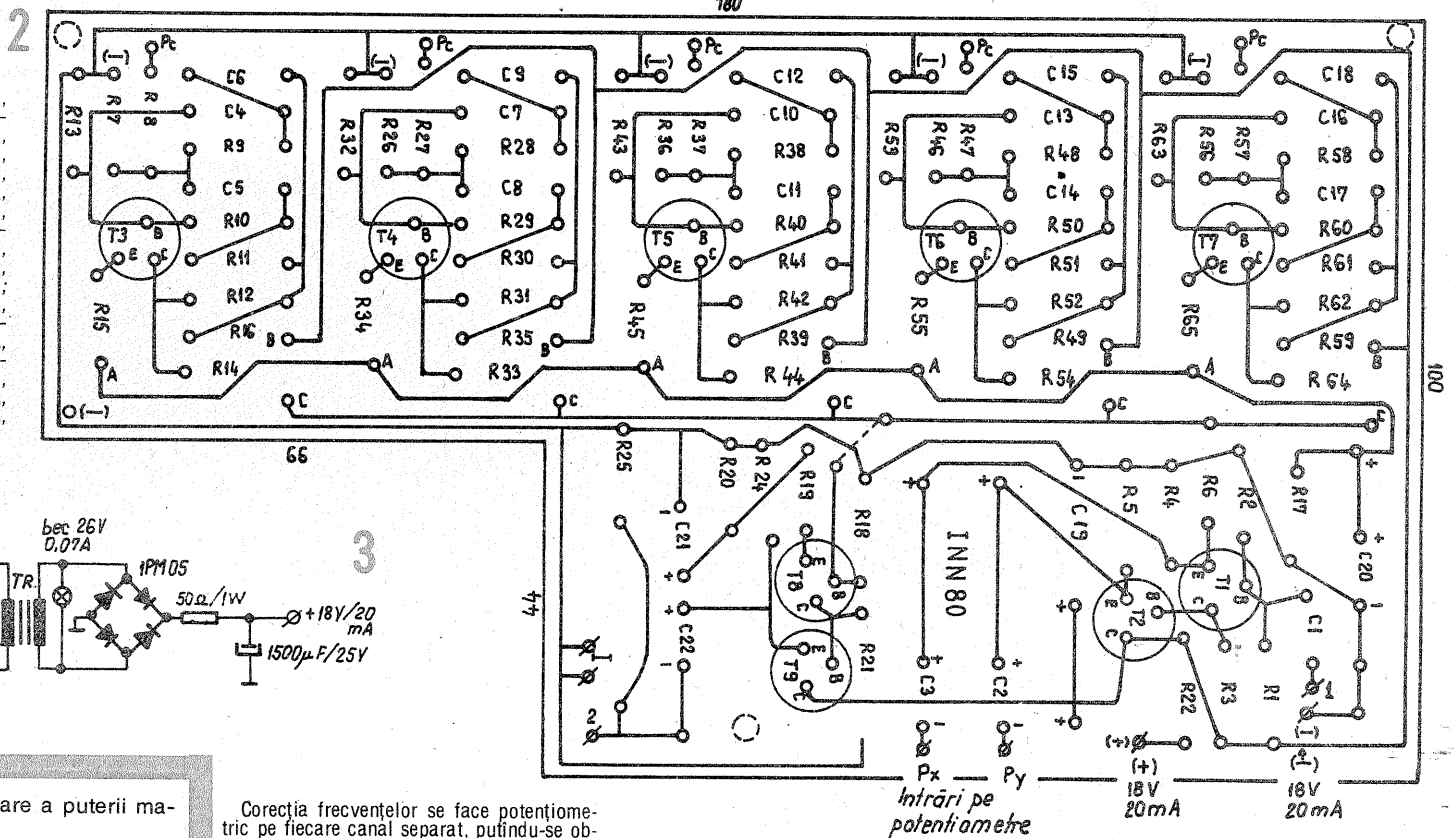 2
180
(-) Pc (-) Pc (-) Pc (-) Pc (-) Pc
R13 R7 R8 C6 C9 C12 C15 C18
C4 R32 R26 R27 C7 R43 R36 R37 C10 R53 R46 R47 C13 R63 R56 R57 C16
R9 R28 R38 R48 R58
C5 C8 C11 C14 C17
T3 B R10 T4 B R29 T5 B R40 T6 B R50 T7 B R60
E C R11 E C R30 E C R41 E C R51 E C R61
R15 R12 R34 R31 R45 R42 R55 R52 R65 R62
R16 B R35 B R39 B R49 B R59 B
A R14 A R33 A R44 A R54 A R64
100
(-) C C C C C
66
R25 R20 R24 R19 R18 + + 1 R5 R4 R6 R2 R17 +
- C21 C19 + C20
bec 26V
0,07A
3
1PM05
TR.
50Ω/1W
+18V/20
mA
1500μF/25V
44
+ T8 E B C INN80 E T1 B C
+ C22 - T9 E B C R21 + C3 + C2 + T2 E B C C1 -
R22 R3 R1 1
2
- - + (+) (-)
Px Py (+) (-)
Intrări pe 18V 18V
potentiometre 20mA 20mA
are a puterii ma-
Corecția frecvențelor se face potențiome-
tric pe fiecare canal separat, putîndu-se ob-